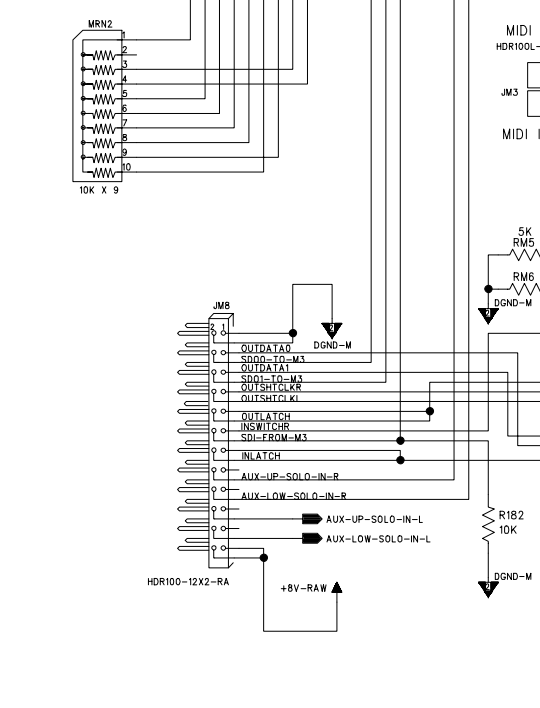 MRN2
1
2
3
4
5
6
7
8
9
10
10K X 9
MIDI
HDR100L-
JM3
MIDI I
5K
RM5
RM6
DGND-M
JM8
2 1
DGND-M
OUTDATA0
SDO0-TO-M3
OUTDATA1
SDO1-TO-M3
OUTSHTCLKR
OUTSHTCLKL
OUTLATCH
INSWITCHR
SDI-FROM-M3
INLATCH
AUX-UP-SOLO-IN-R
AUX-LOW-SOLO-IN-R
AUX-UP-SOLO-IN-L
AUX-LOW-SOLO-IN-L
R182
10K
DGND-M
HDR100-12X2-RA
+8V-RAW